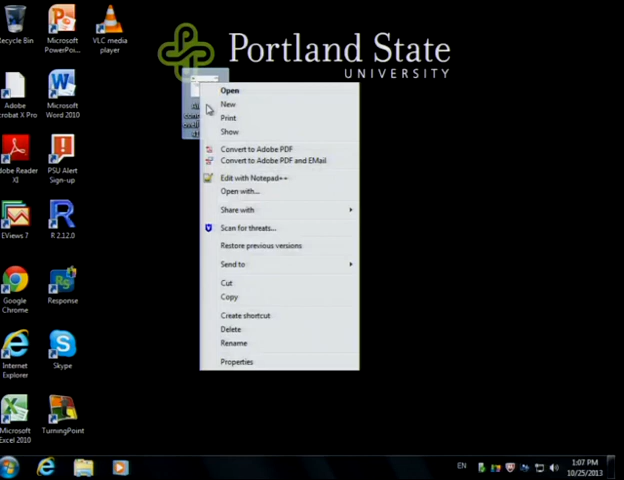 Portland State
UNIVERSITY
Recycle Bin
Microsoft
PowerPoi...
VLC media
player
Adobe
Acrobat X Pro
Microsoft
Word 2010
Adobe Reader
XI
PSU Alert
Sign-up
EViews 7
R 2.12.0
Google
Chrome
Response
Internet
Explorer
Skype
Microsoft
Excel 2010
TurningPoint
Open
New
Print
Show
Convert to Adobe PDF
Convert to Adobe PDF and EMail
Edit with Notepad++
Open with...
Share with
Scan for threats...
Restore previous versions
Send to
Cut
Copy
Create shortcut
Delete
Rename
Properties
EN
1:07 PM
10/25/2013